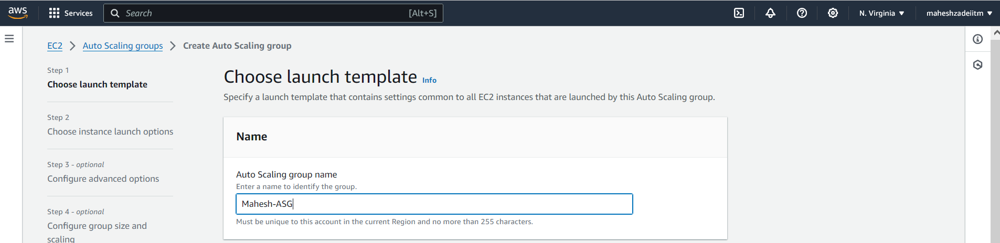 aws Services Search [Alt+S] N. Virginia maheshzadeiitm
EC2 Auto Scaling groups Create Auto Scaling group
Step 1
Choose launch template
Step 2
Choose instance launch options
Step 3 - optional
Configure advanced options
Step 4 - optional
Configure group size and
scaling
Choose launch template Info
Specify a launch template that contains settings common to all EC2 instances that are launched by this Auto Scaling group.
Name
Auto Scaling group name
Enter a name to identify the group.
Mahesh-ASG
Must be unique to this account in the current Region and no more than 255 characters.